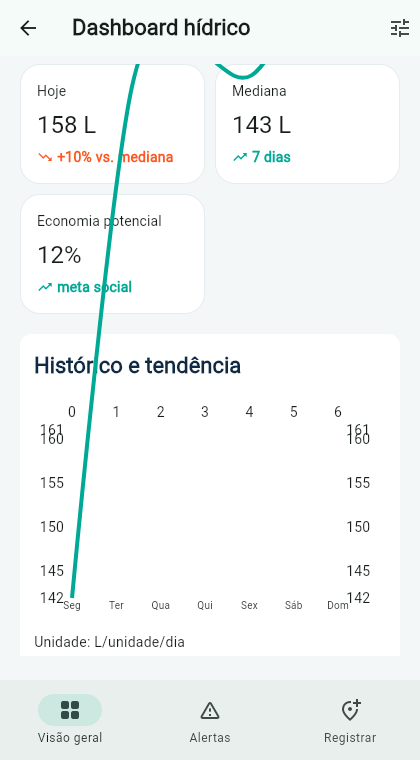 Dashboard hídrico
Hoje
158 L
+10% vs. mediana
Mediana
143 L
7 dias
Economia potencial
12%
meta social
Histórico e tendência
0 1 2 3 4 5 6
161 161
160 160
155 155
150 150
145 145
142 142
Seg Ter Qua Qui Sex Sáb Dom
Unidade: L/unidade/dia
Visão geral Alertas Registrar